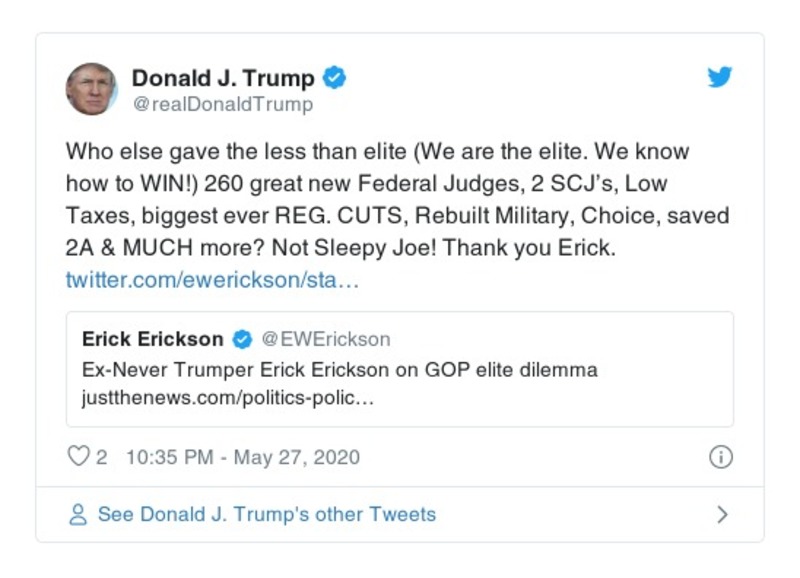 Donald J. Trump
@realDonaldTrump
Who else gave the less than elite (We are the elite. We know
how to WIN!) 260 great new Federal Judges, 2 SCJ’s, Low
Taxes, biggest ever REG. CUTS, Rebuilt Military, Choice, saved
2A & MUCH more? Not Sleepy Joe! Thank you Erick.
twitter.com/ewerickson/sta…
Erick Erickson @EWErickson
Ex-Never Trumper Erick Erickson on GOP elite dilemma
justthenews.com/politics-polic…
2 10:35 PM - May 27, 2020
See Donald J. Trump's other Tweets